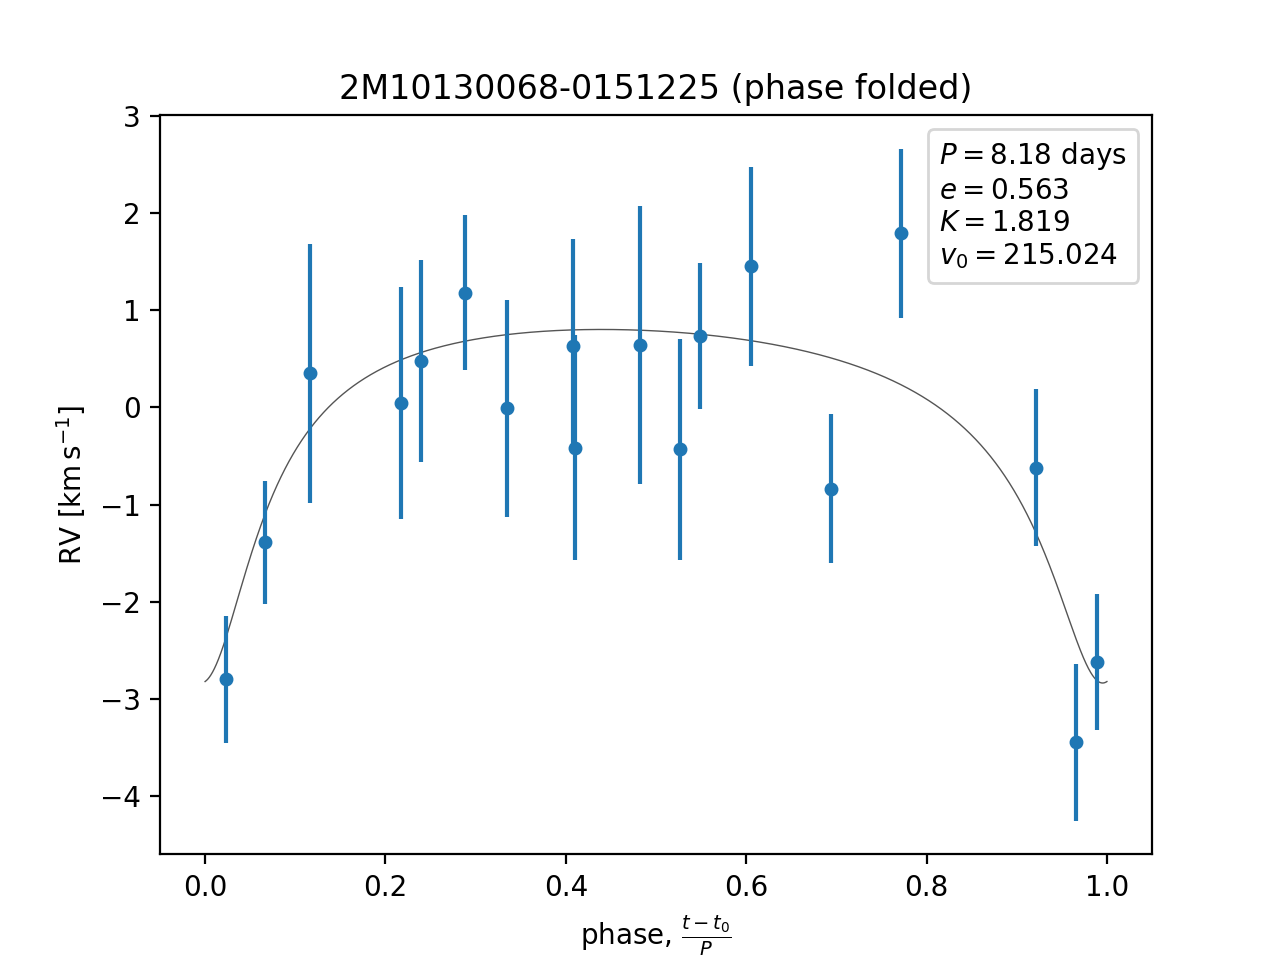 2M10130068-0151225 (phase folded)
P = 8.18 days
e = 0.563
K = 1.819
v₀ = 215.024
3
2
1
0
−1
−2
−3
−4
RV [km s⁻¹]
0.0 0.2 0.4 0.6 0.8 1.0
phase, (t − t₀)/P